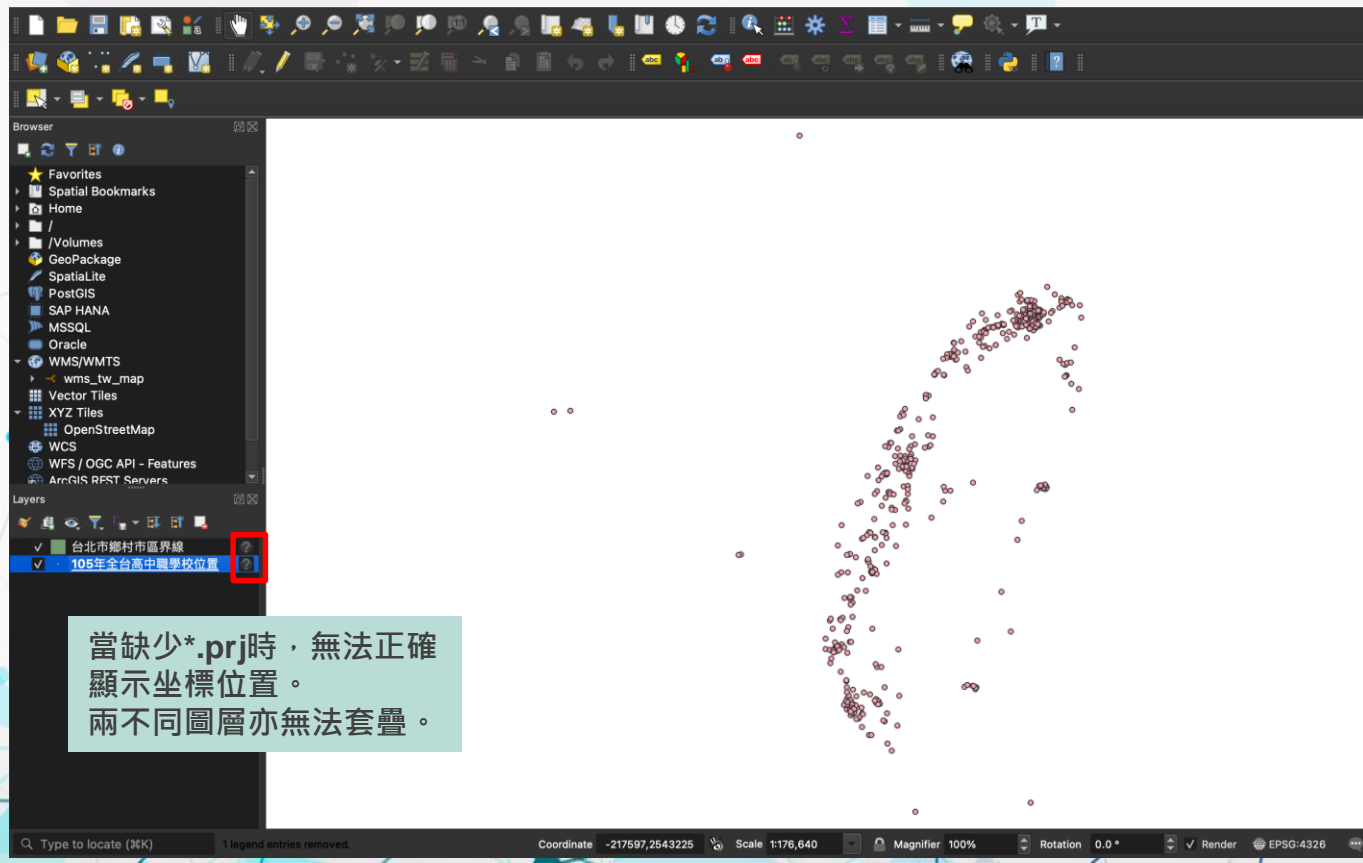 Browser
Favorites
Spatial Bookmarks
Home
/
/Volumes
GeoPackage
SpatiaLite
PostGIS
SAP HANA
MSSQL
Oracle
WMS/WMTS
wms_tw_map
Vector Tiles
XYZ Tiles
OpenStreetMap
WCS
WFS / OGC API - Features
ArcGIS REST Servers
Layers
台北市鄉村市區界線 ?
105年全台高中職學校位置 ?
當缺少*.prj時，無法正確
顯示坐標位置。
兩不同圖層亦無法套疊。
Type to locate (⌘K) 1 legend entries removed. Coordinate -217597,2543225 Scale 1:176,640 Magnifier 100% Rotation 0.0 ° Render EPSG:4326